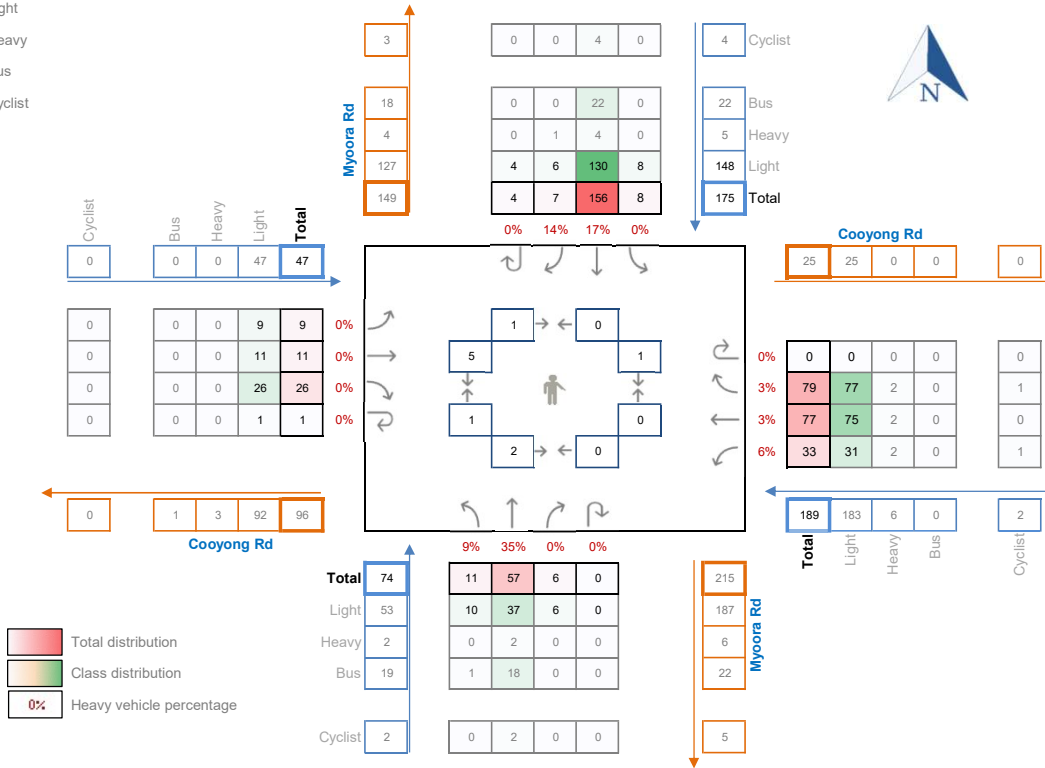 ght
3 0 0 4 0 4 Cyclist
eavy
us
18 0 0 22 0 22 Bus
N
yclist
4 0 1 4 0 5 Heavy
Myoora Rd
127 4 6 130 8 148 Light
149 4 7 156 8 175 Total
Cyclist Bus Heavy Light Total
0% 14% 17% 0%
Cooyong Rd
0 0 0 47 47
25 25 0 0 0
0 0 0 9 9 0%
1 0
0 0 0 11 11 0%
5 1
0% 0 0 0 0 0
0 0 0 26 26 0%
3% 79 77 2 0 1
0 0 0 1 1 0%
1 0
3% 77 75 2 0 0
2 0
6% 33 31 2 0 1
0 1 3 92 96
189 183 6 0 2
Cooyong Rd
Total Light Heavy Bus Cyclist
9% 35% 0% 0%
Total 74 11 57 6 0 215
Light 53 10 37 6 0 187
Heavy 2 0 2 0 0 6
Myoora Rd
Bus 19 1 18 0 0 22
Cyclist 2 0 2 0 0 5
Total distribution
Class distribution
0% Heavy vehicle percentage